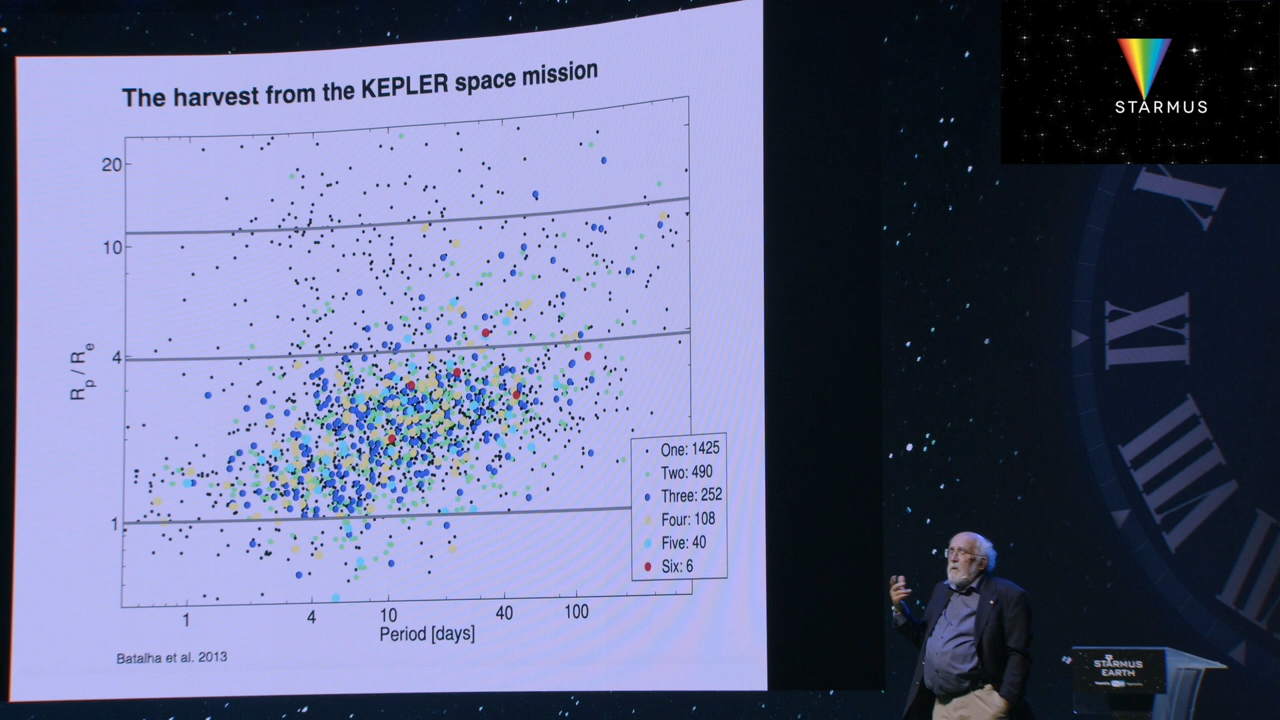 The harvest from the KEPLER space mission
20
10
4
1
R_p / R_e
1
4
10
40
100
Period [days]
One: 1425
Two: 490
Three: 252
Four: 108
Five: 40
Six: 6
Batalha et al. 2013
STARMUS
STARMUS
EARTH